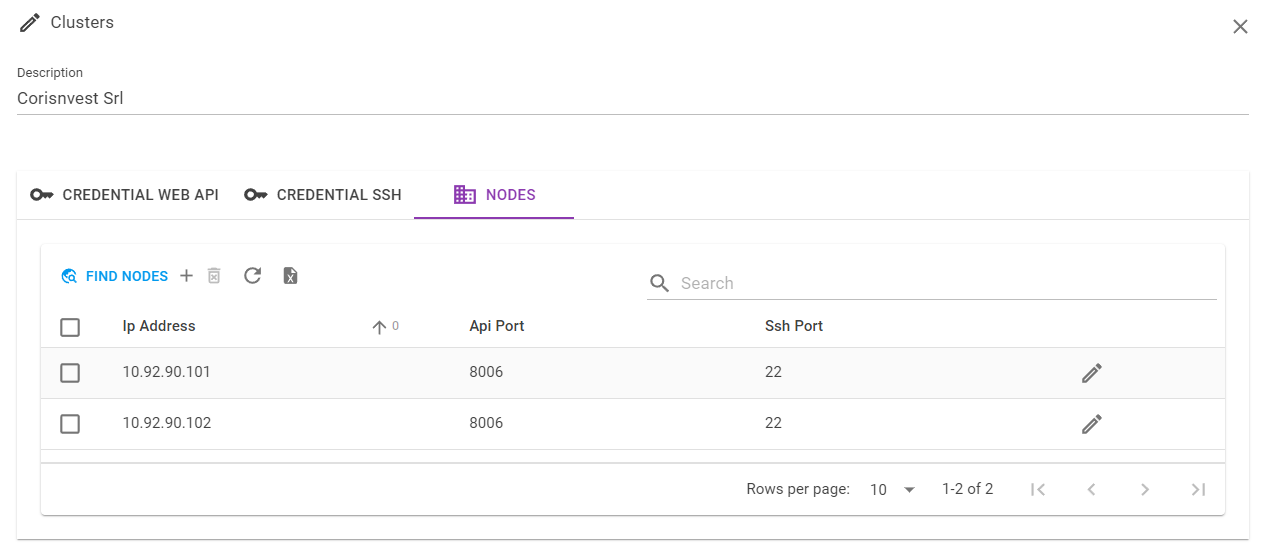 Clusters
Description
Corisnvest Srl
CREDENTIAL WEB API CREDENTIAL SSH NODES
FIND NODES Search
Ip Address 0 Api Port Ssh Port
10.92.90.101 8006 22
10.92.90.102 8006 22
Rows per page: 10 1-2 of 2